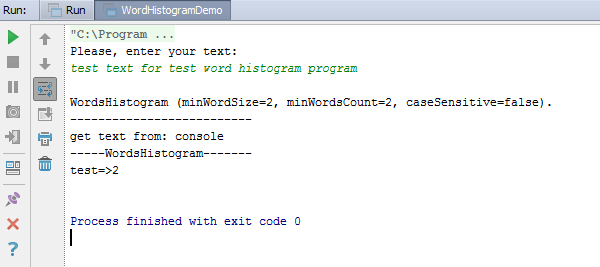 Run: Run WordHistogramDemo
"C:\Program ...
Please, enter your text:
test text for test word histogram program
WordsHistogram (minWordSize=2, minWordsCount=2, caseSensitive=false).
---------------------------
get text from: console
-----WordsHistogram-------
test=>2
Process finished with exit code 0